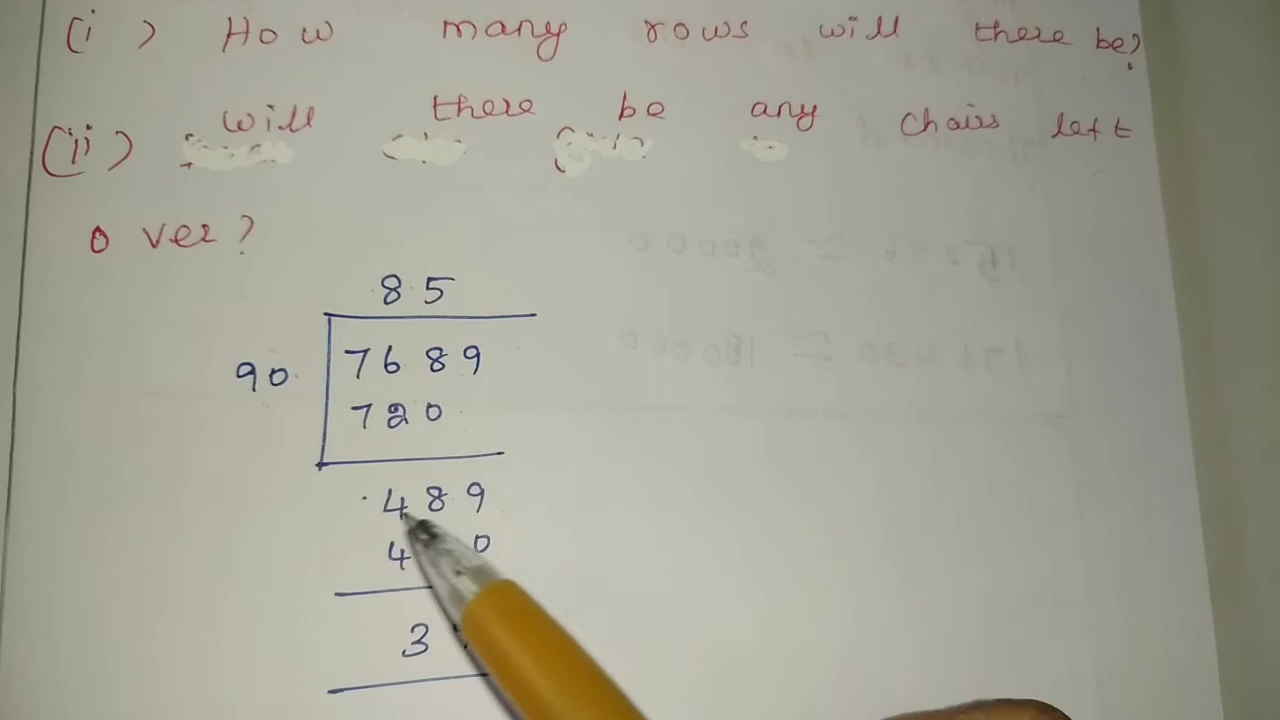 (i) How many rows will there be?
(ii) will there be any chairs left
over?
85
90 7689
720
489
4 0
3